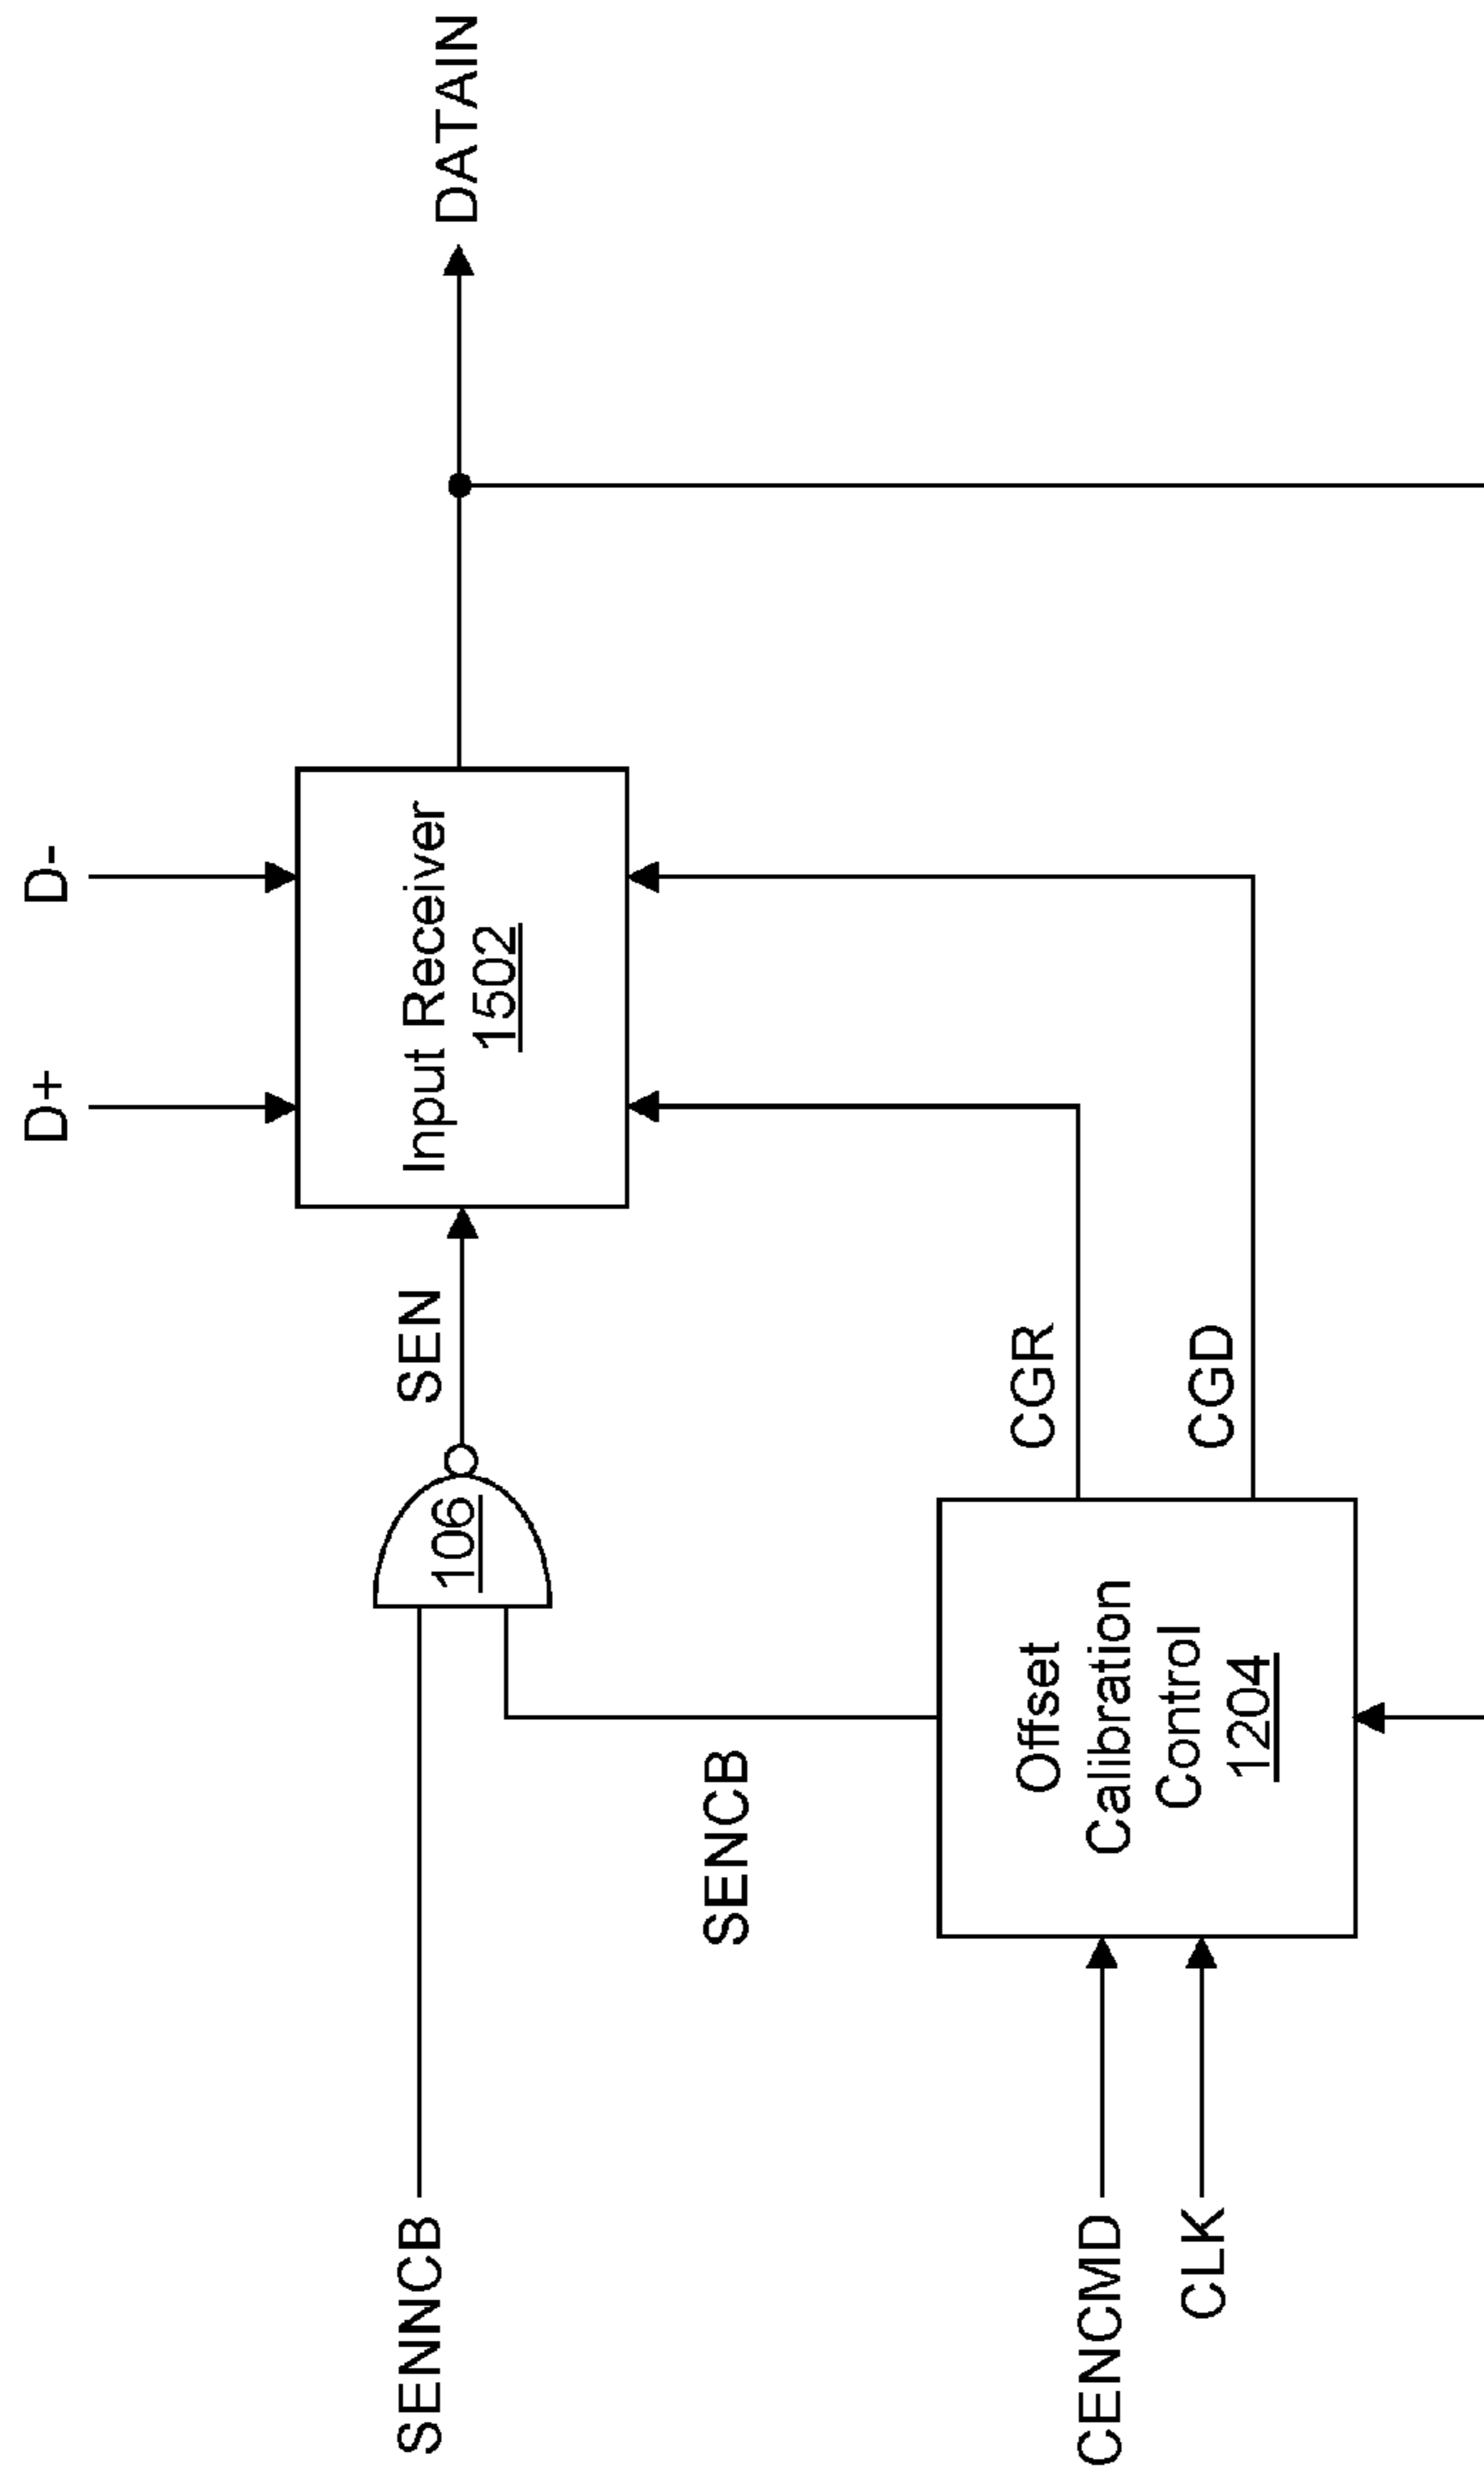 D+
D-
SENNCB
106
SEN
Input Receiver
1502
DATAIN
SENCB
CGR
CGD
CENCMD
CLK
Offset
Calibration
Control
1204